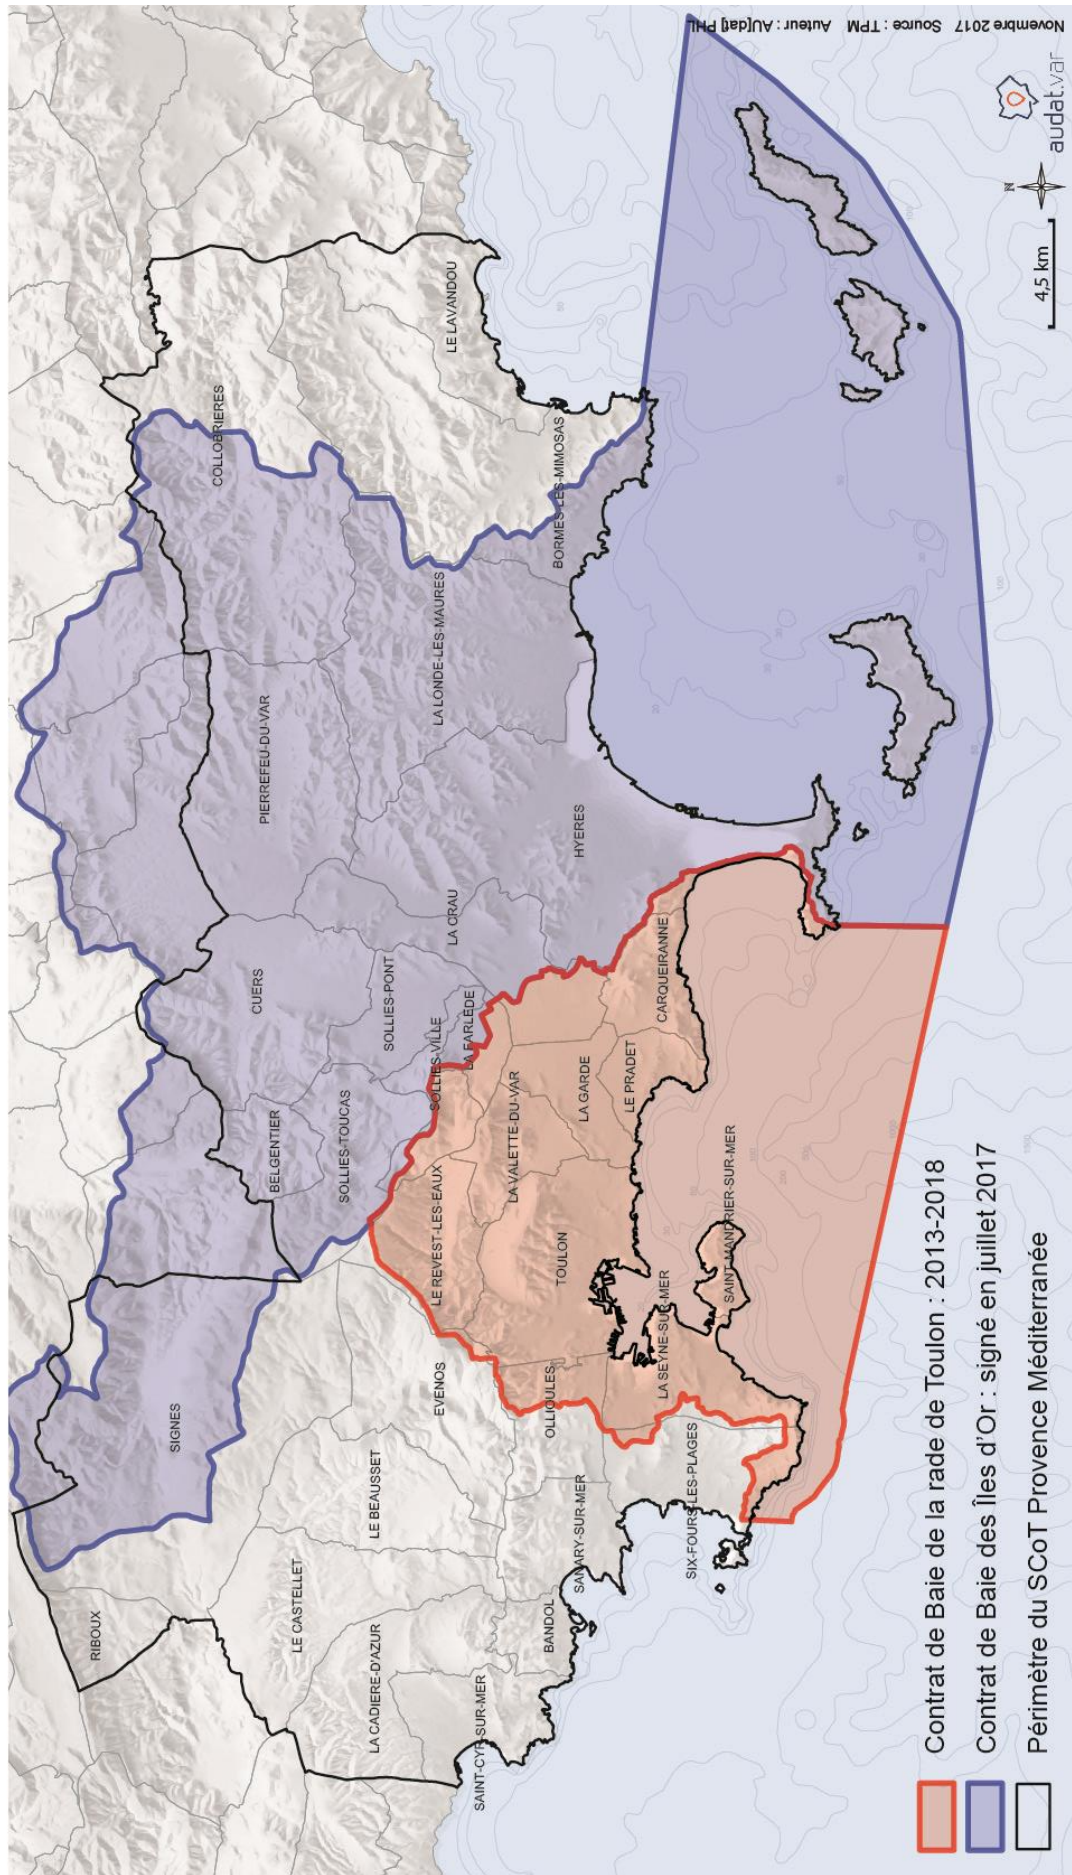 Novembre 2017 Source : TPM Auteur : AU[dat] PHL
RIBOUX
SIGNES
LE CASTELLET
LE BEAUSSET
LA CADIERE-D'AZUR
SAINT-CYR-SUR-MER
BANDOL
SANARY-SUR-MER
EVENOS
OLLIOULES
SIX-FOURS-LES-PLAGES
LA SEYNE-SUR-MER
SAINT-MANDRIER-SUR-MER
TOULON
LE REVEST-LES-EAUX
LA VALETTE-DU-VAR
LA GARDE
LE PRADET
CARQUEIRANNE
BELGENTIER
SOLLIES-TOUCAS
SOLLIES-VILLE
LA FARLEDE
SOLLIES-PONT
CUERS
LA CRAU
HYERES
PIERREFEU-DU-VAR
LA LONDE-LES-MAURES
COLLOBRIERES
BORMES-LES-MIMOSAS
LE LAVANDOU
Contrat de Baie de la rade de Toulon : 2013-2018
Contrat de Baie des Îles d'Or : signé en juillet 2017
Périmètre du SCoT Provence Méditerranée
4,5 km
N
audat.var